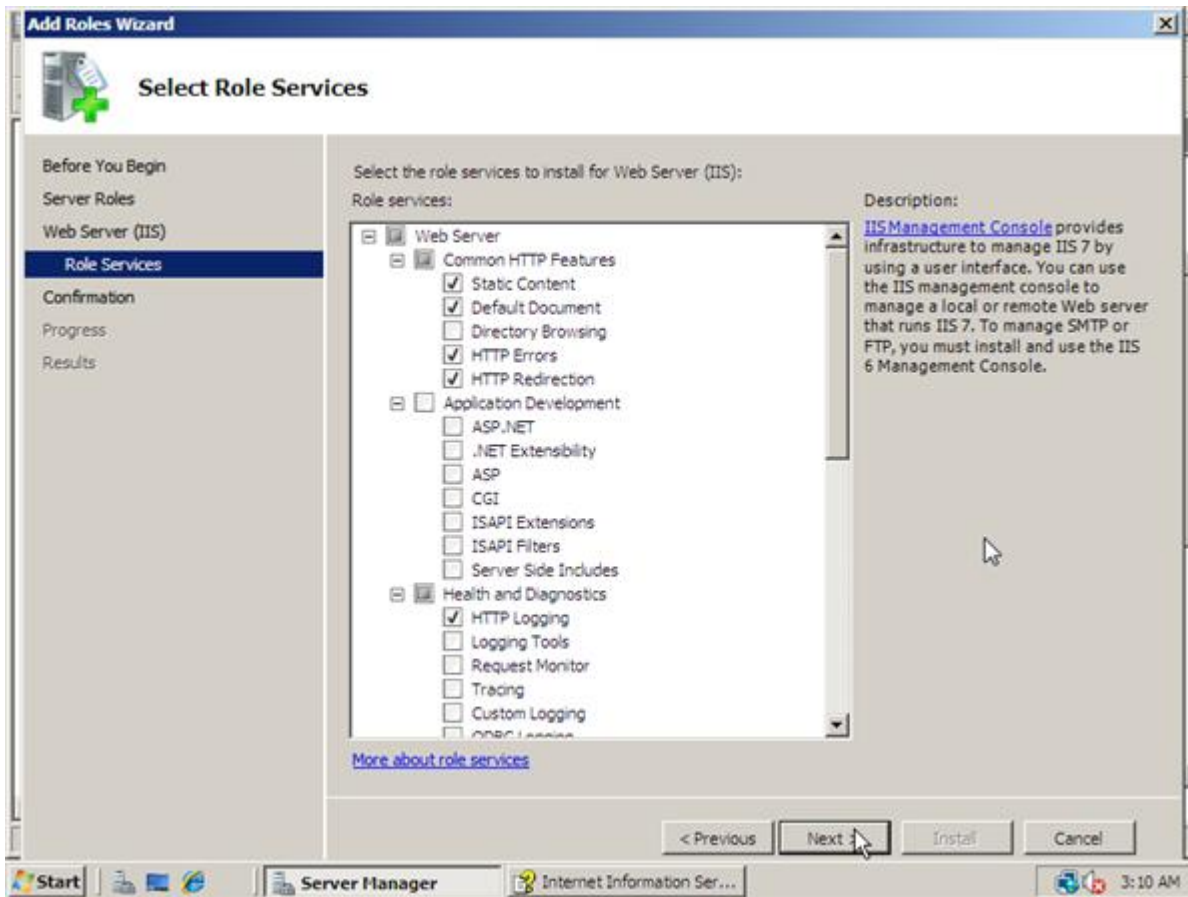 Add Roles Wizard
Select Role Services
Before You Begin
Server Roles
Web Server (IIS)
Role Services
Confirmation
Progress
Results
Select the role services to install for Web Server (IIS):
Role services:
Web Server
Common HTTP Features
Static Content
Default Document
Directory Browsing
HTTP Errors
HTTP Redirection
Application Development
ASP.NET
.NET Extensibility
ASP
CGI
ISAPI Extensions
ISAPI Filters
Server Side Includes
Health and Diagnostics
HTTP Logging
Logging Tools
Request Monitor
Tracing
Custom Logging
ODBC Logging
Description:
IIS Management Console provides
infrastructure to manage IIS 7 by
using a user interface. You can use
the IIS management console to
manage a local or remote Web server
that runs IIS 7. To manage SMTP or
FTP, you must install and use the IIS
6 Management Console.
More about role services
< Previous
Next >
Install
Cancel
Start
Server Manager
Internet Information Ser...
3:10 AM